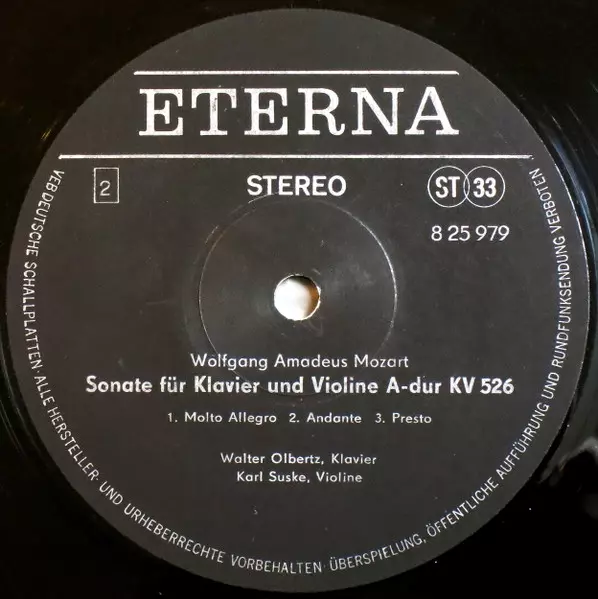 ETERNA
2
STEREO
ST 33
8 25 979
Wolfgang Amadeus Mozart
Sonate für Klavier und Violine A-dur KV 526
1. Molto Allegro 2. Andante 3. Presto
Walter Olbertz, Klavier
Karl Suske, Violine
VEB DEUTSCHE SCHALLPLATTEN · ALLE HERSTELLER- UND URHEBERRECHTE VORBEHALTEN · ÜBERSPIELUNG, ÖFFENTLICHE AUFFÜHRUNG UND RUNDFUNKSENDUNG VERBOTEN